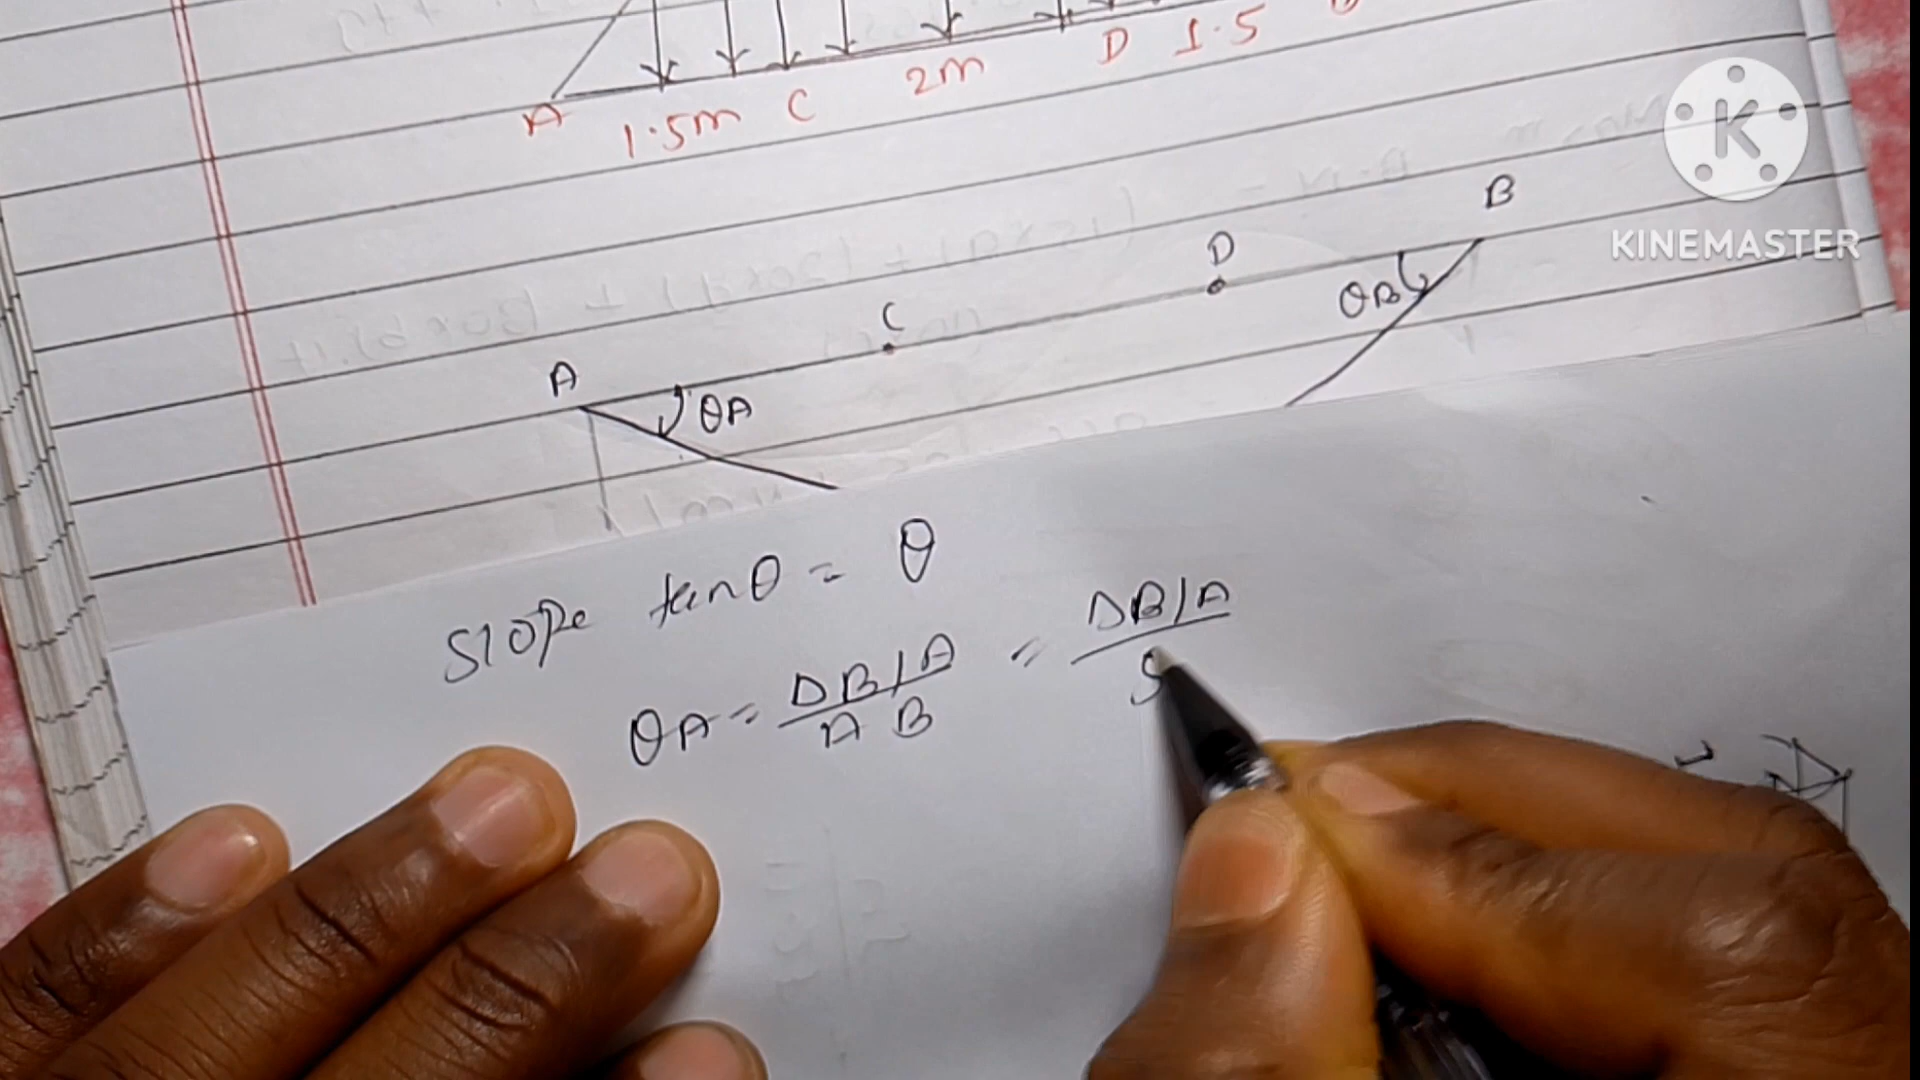 A 1.5m C 2m D 1.5
K
KINEMASTER
A C D B
θA θB
slope tanθ = θ
θA = ΔB/A / AB = ΔB/A / 5